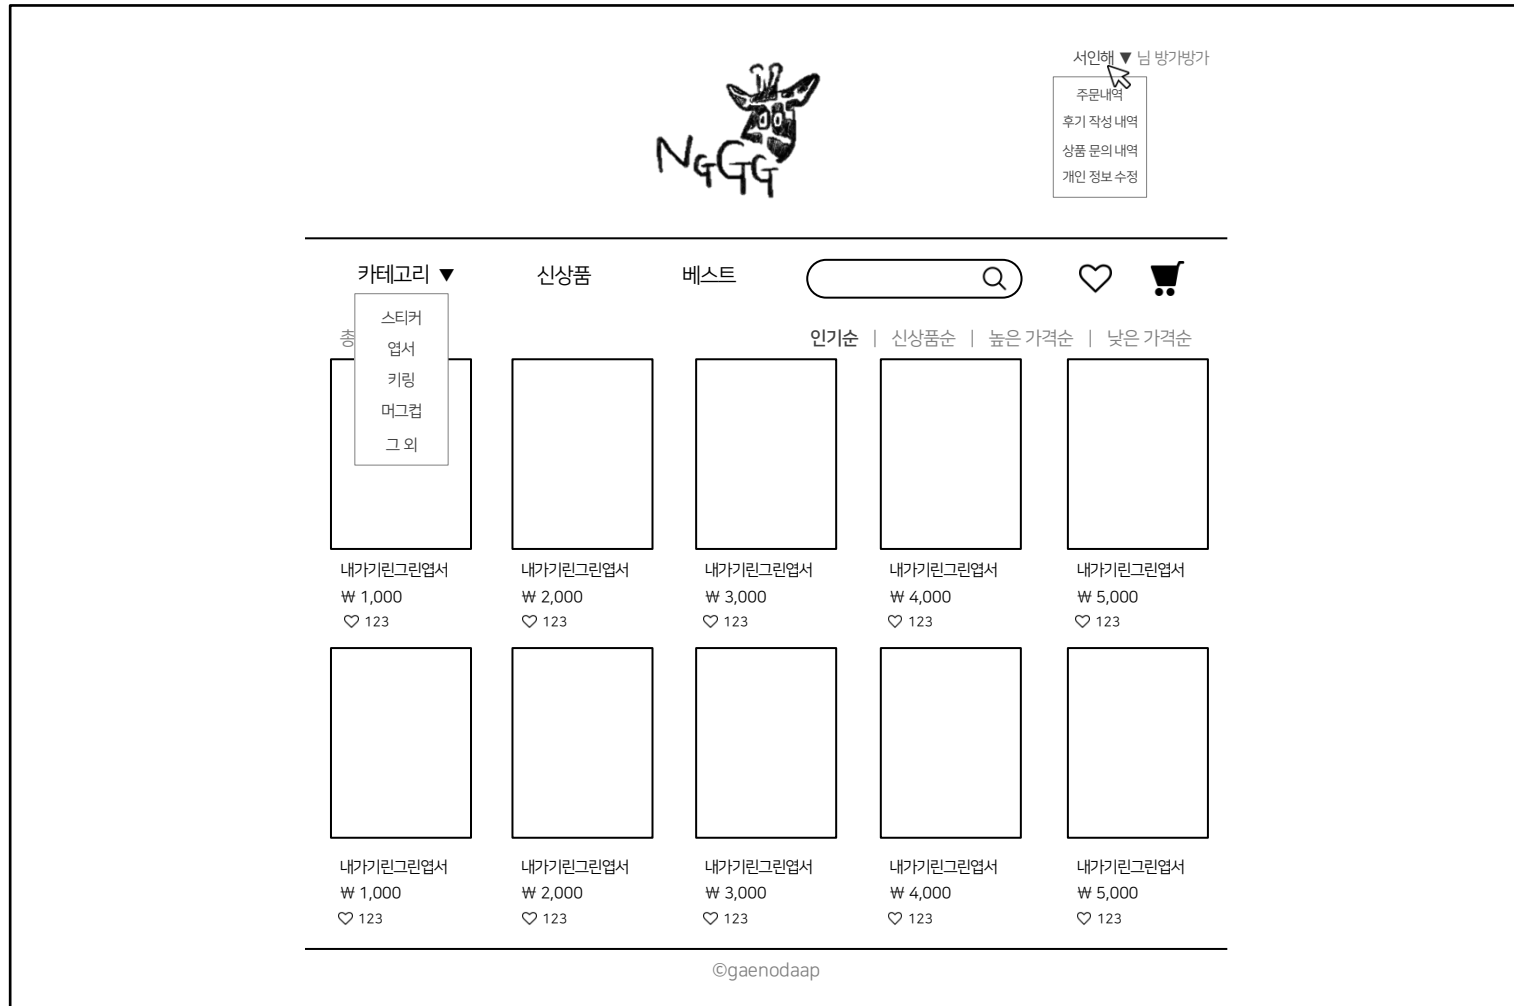 서인해 ▼ 님 방가방가
주문내역
후기 작성 내역
상품 문의 내역
개인 정보 수정
NgGG
카테고리 ▼ 신상품 베스트
스티커
엽서
키링
머그컵
그 외
총
인기순 | 신상품순 | 높은 가격순 | 낮은 가격순
내가기린그린엽서 내가기린그린엽서 내가기린그린엽서 내가기린그린엽서 내가기린그린엽서
₩ 1,000 ₩ 2,000 ₩ 3,000 ₩ 4,000 ₩ 5,000
♡ 123 ♡ 123 ♡ 123 ♡ 123 ♡ 123
내가기린그린엽서 내가기린그린엽서 내가기린그린엽서 내가기린그린엽서 내가기린그린엽서
₩ 1,000 ₩ 2,000 ₩ 3,000 ₩ 4,000 ₩ 5,000
♡ 123 ♡ 123 ♡ 123 ♡ 123 ♡ 123
©gaenodaap